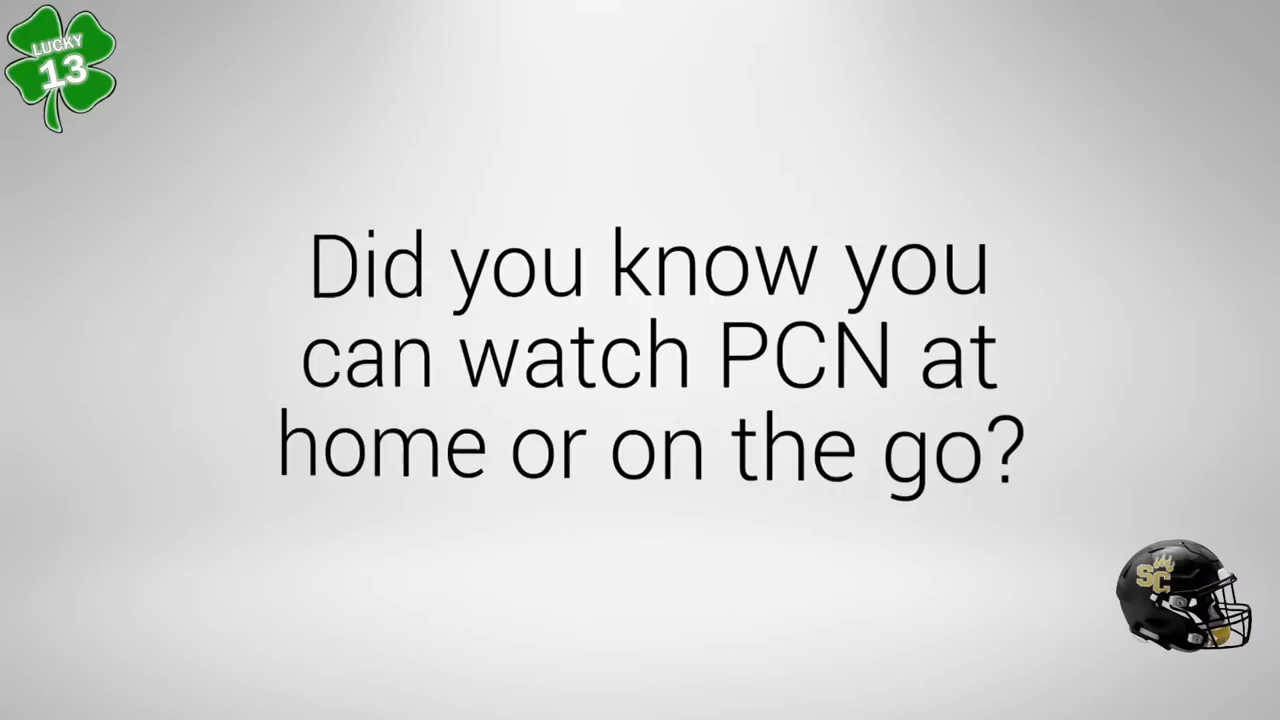 LUCKY
13
Did you know you
can watch PCN at
home or on the go?
SC